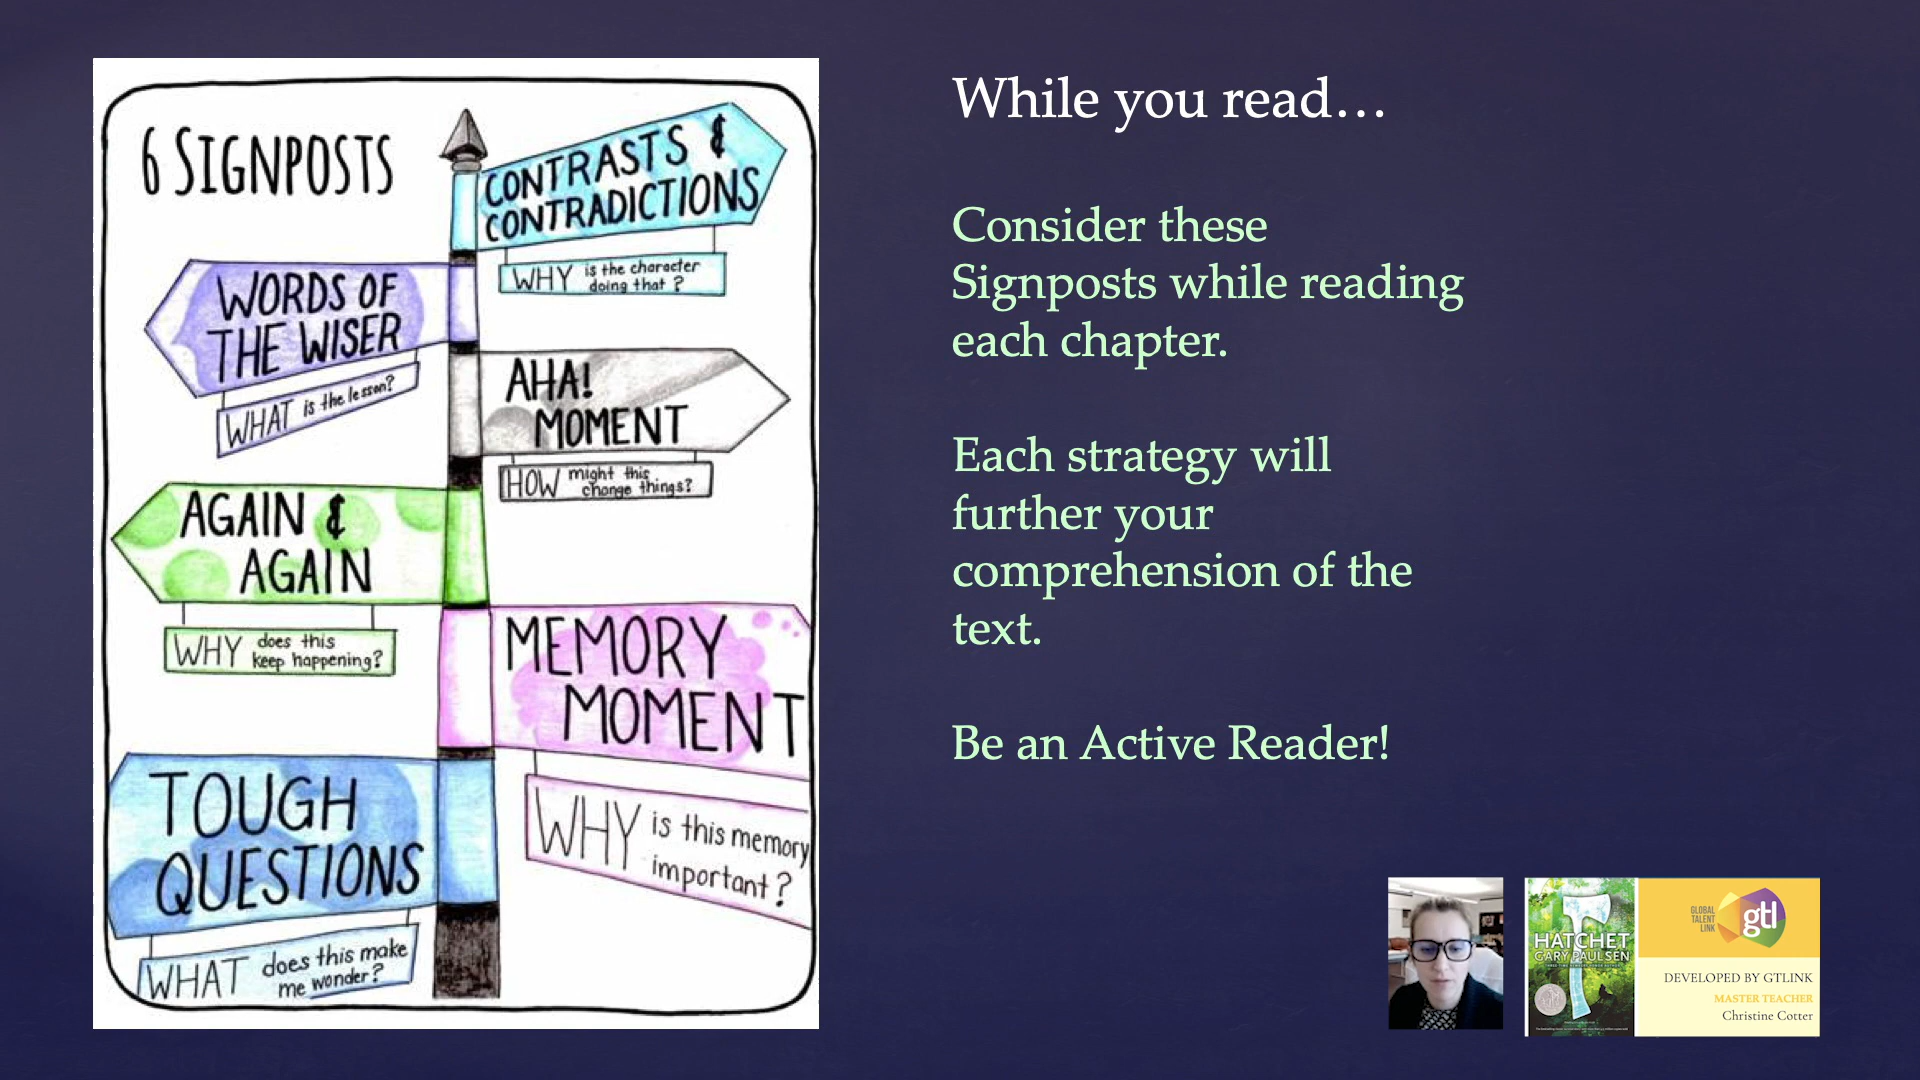 6 SIGNPOSTS
CONTRASTS &
CONTRADICTIONS
WHY is the character
doing that?
WORDS OF
THE WISER
WHAT is the lesson?
AHA!
MOMENT
HOW might this
change things?
AGAIN &
AGAIN
WHY does this
keep happening?
MEMORY
MOMENT
WHY is this memory
important?
TOUGH
QUESTIONS
WHAT does this make
me wonder?
While you read…
Consider these
Signposts while reading
each chapter.
Each strategy will
further your
comprehension of the
text.
Be an Active Reader!
HATCHET
GARY PAULSEN
GLOBAL
TALENT
LINK
gtl
DEVELOPED BY GTLINK
MASTER TEACHER
Christine Cotter